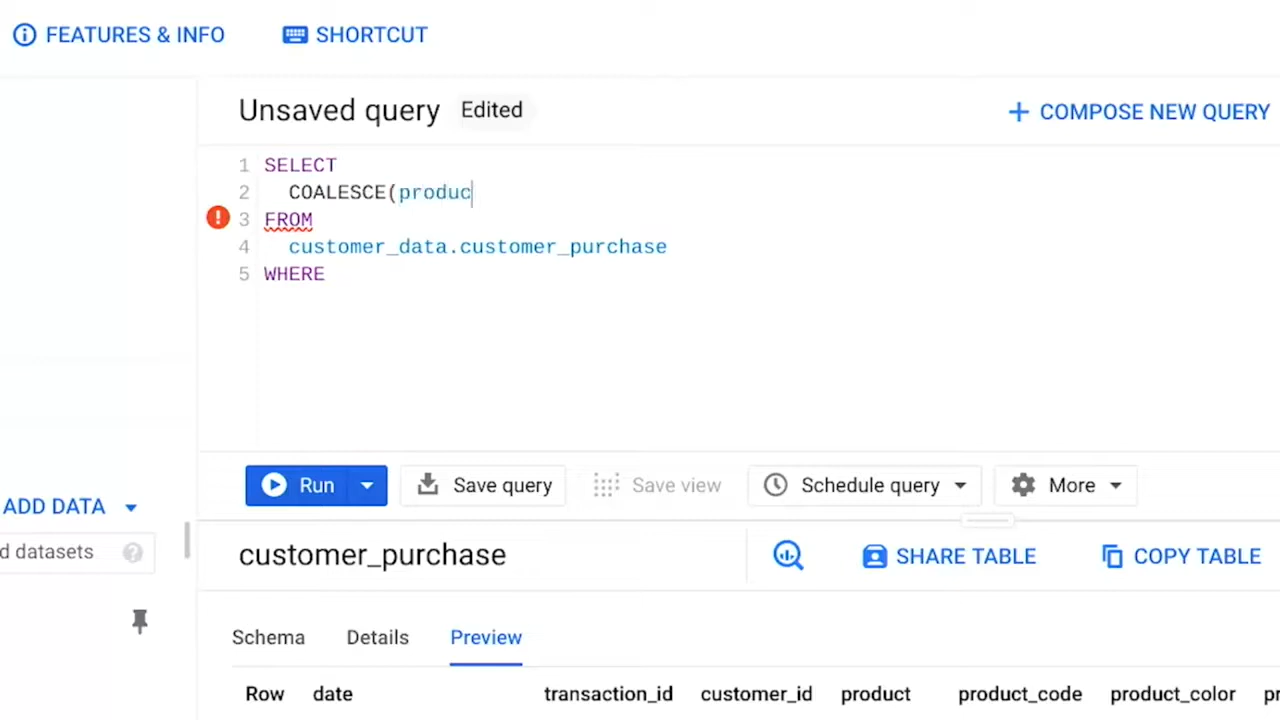 FEATURES & INFO SHORTCUT
Unsaved query Edited + COMPOSE NEW QUERY
1 SELECT
2 COALESCE(produc
3 FROM
4 customer_data.customer_purchase
5 WHERE
Run Save query Save view Schedule query More
ADD DATA
d datasets
customer_purchase SHARE TABLE COPY TABLE
Schema Details Preview
Row date transaction_id customer_id product product_code product_color pr